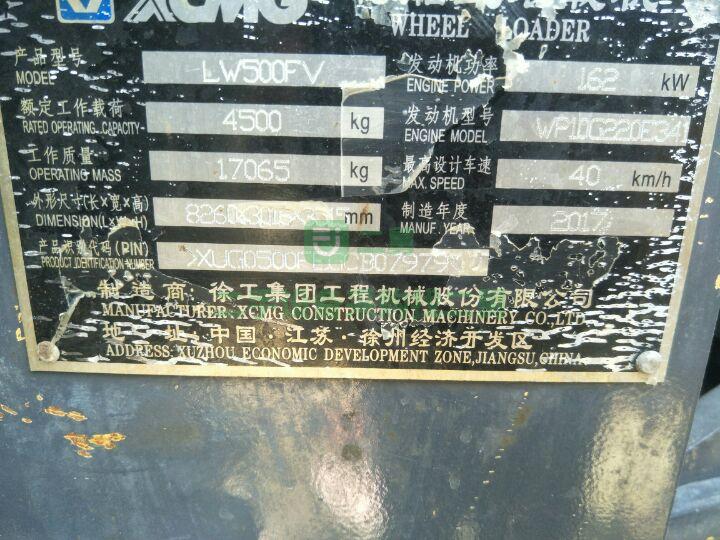 XCMG
WHEEL LOADER
产品型号
MODEL
LW500FV
发动机功率
ENGINE POWER
162 kW
额定工作载荷
RATED OPERATING CAPACITY
4500 kg
发动机型号
ENGINE MODEL
WP10G220E341
工作质量
OPERATING MASS
17065 kg
最高设计车速
MAX. SPEED
40 km/h
外形尺寸(长×宽×高)
DIMENSION(L×W×H)
mm
制造年度
MANUF. YEAR
2017
产品识别代码(PIN)
PRODUCT IDENTIFICATION NUMBER
制造商:徐工集团工程机械股份有限公司
MANUFACTURER: XCMG CONSTRUCTION MACHINERY CO.,LTD.
地 址:中国·江苏·徐州经济开发区
ADDRESS: XUZHOU ECONOMIC DEVELOPMENT ZONE,JIANGSU,CHINA